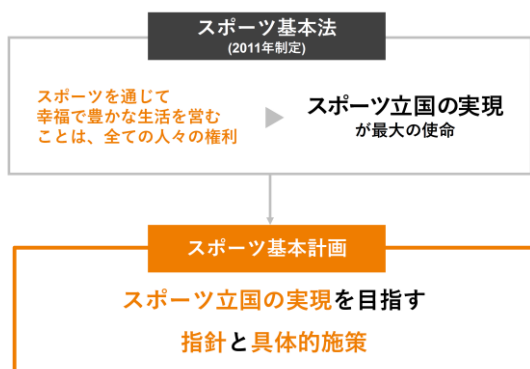 スポーツ基本法
(2011年制定)
スポーツを通じて
幸福で豊かな生活を営む
ことは、全ての人々の権利
スポーツ立国の実現
が最大の使命
スポーツ基本計画
スポーツ立国の実現を目指す
指針と具体的施策